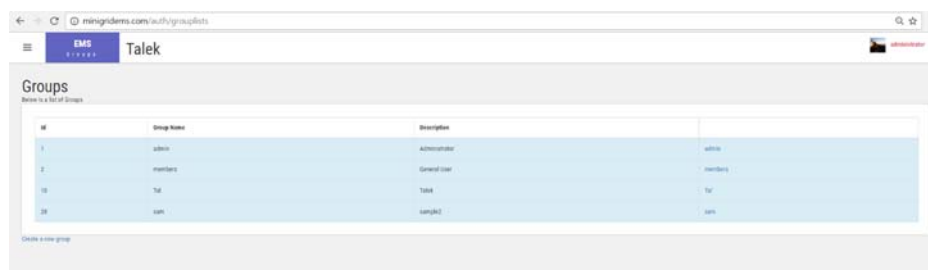 minigridems.com/auth/grouplists
EMS
Groups
Talek
administrator
Groups
Below is a list of Groups
Id Group Name Description
1 admin Administrator admin
2 members General User members
Tal Talek Tal
sam sample2 sam
Create a new group